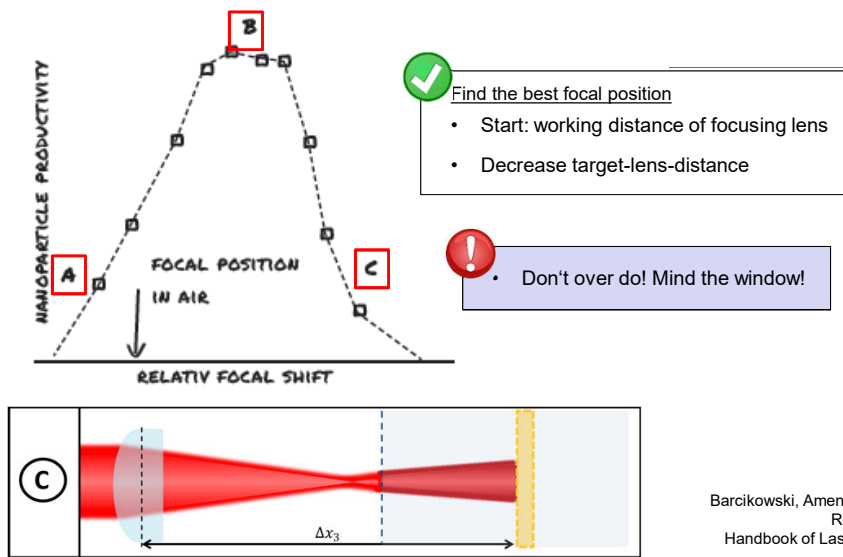 B
NANOPARTICLE PRODUCTIVITY
A
FOCAL POSITION
IN AIR
C
RELATIV FOCAL SHIFT
Find the best focal position
• Start: working distance of focusing lens
• Decrease target-lens-distance
• Don't over do! Mind the window!
C
Δx₃
Barcikowski, Amen
R
Handbook of Las